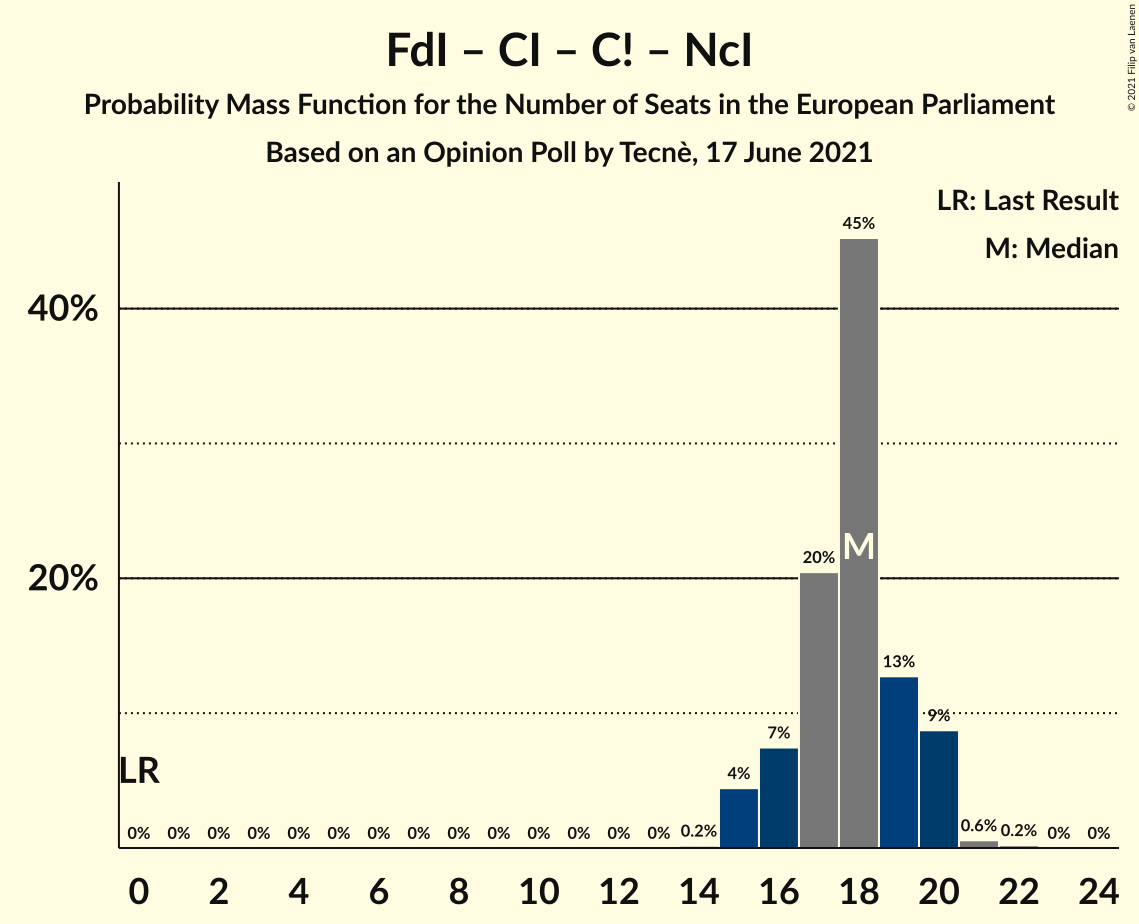 FdI – CI – C! – NcI
Probability Mass Function for the Number of Seats in the European Parliament
Based on an Opinion Poll by Tecnè, 17 June 2021
© 2021 Filip van Laenen
LR: Last Result
M: Median
40%
20%
LR
0% 0% 0% 0% 0% 0% 0% 0% 0% 0% 0% 0% 0% 0% 0.2% 4% 7% 20% 45% 13% 9% 0.6% 0.2% 0% 0%
M
0 2 4 6 8 10 12 14 16 18 20 22 24